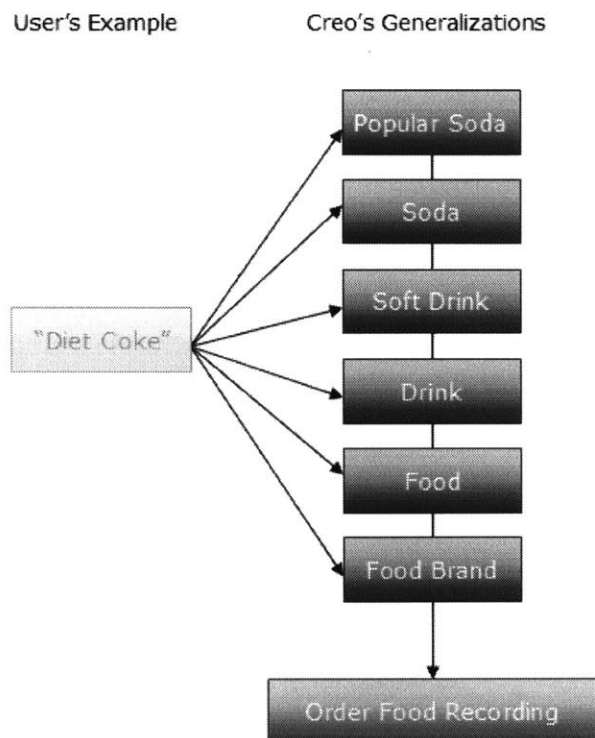 User's Example
Creo's Generalizations
Popular Soda
Soda
Soft Drink
"Diet Coke"
Drink
Food
Food Brand
Order Food Recording